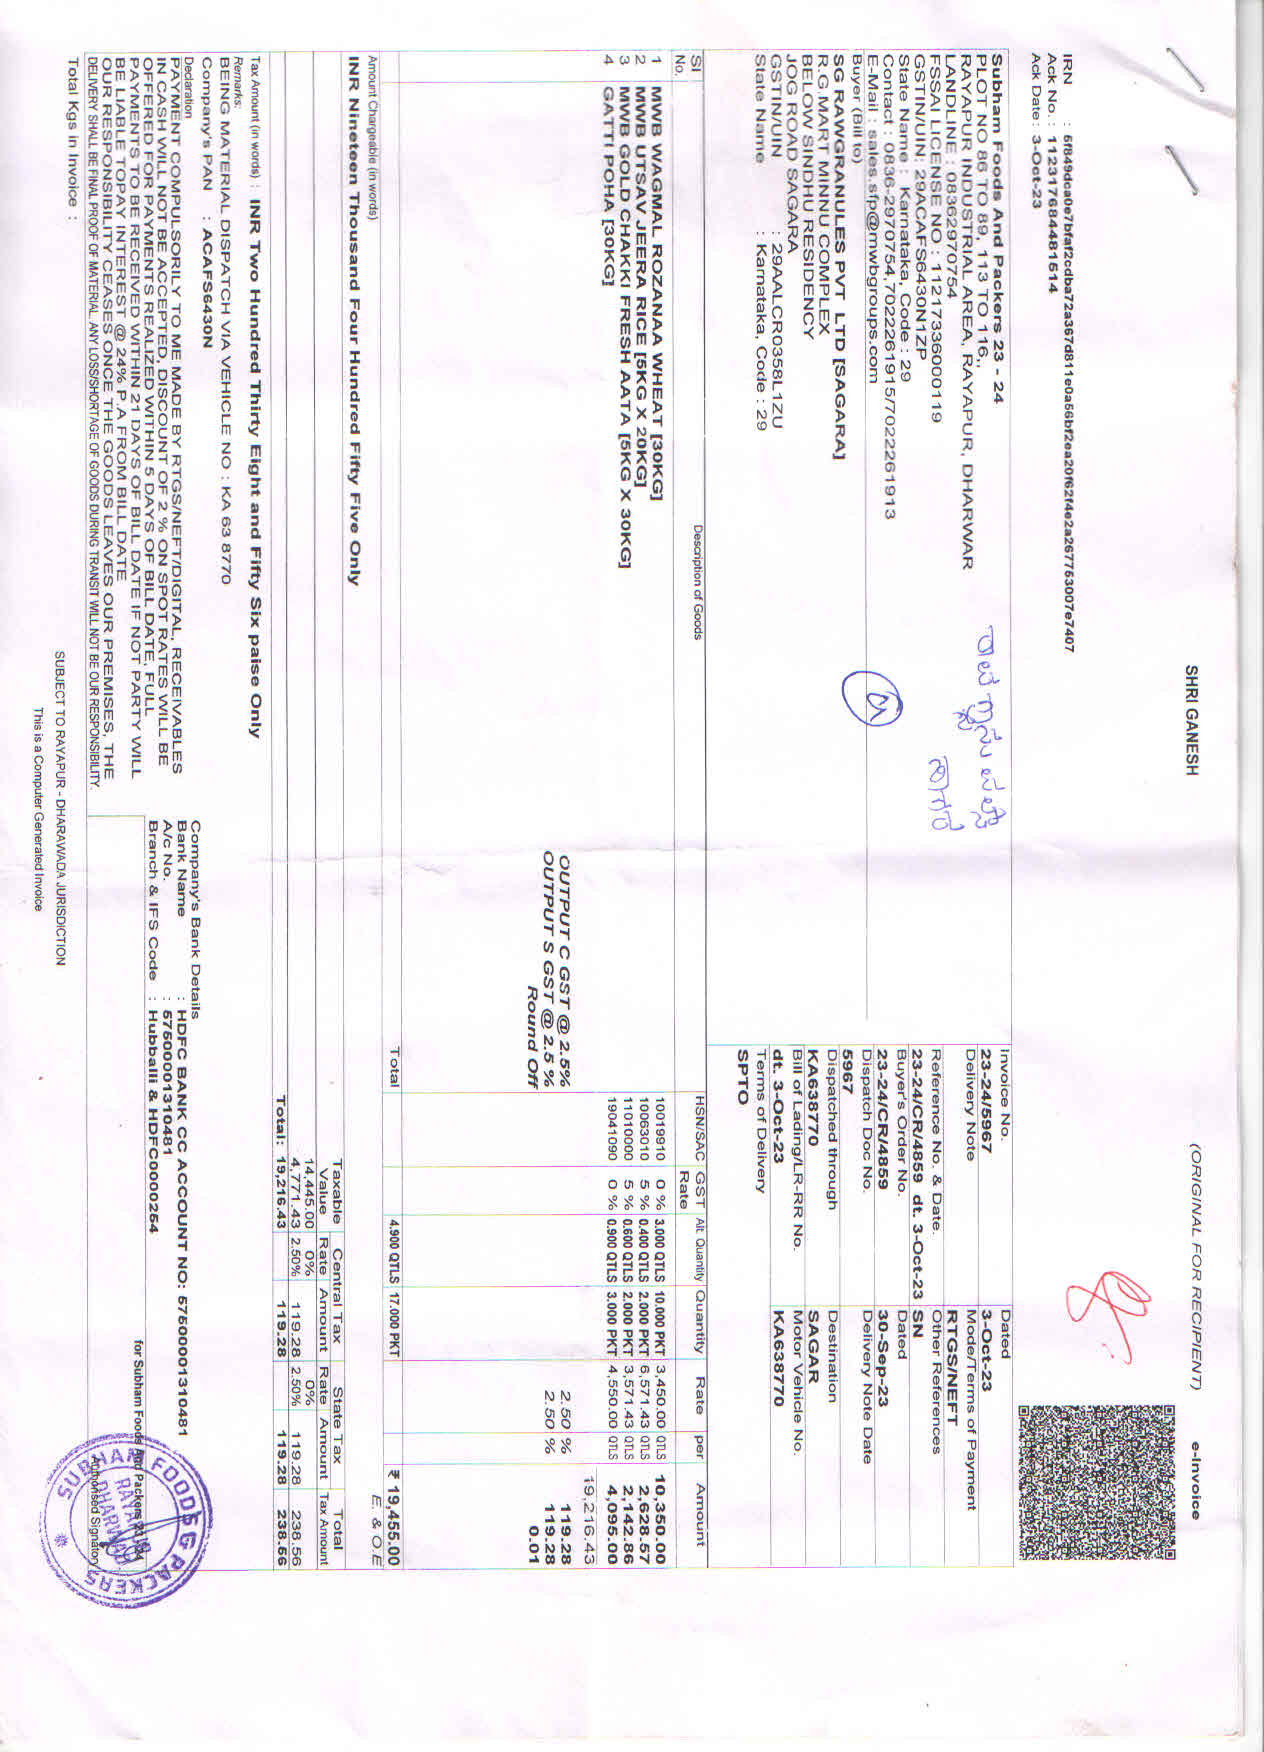 SHRI GANESH
(ORIGINAL FOR RECIPIENT)
e-Invoice
IRN : 5f849dca0e7bfaf2cdba72a367d811e0a56bf2ea20f62f4e2a267753007e7407
Ack No. : 112317684481514
Ack Date : 3-Oct-23
Subham Foods And Packers 23 - 24
PLOT NO 86 TO 89, 113 TO 116,,
RAYAPUR INDUSTRIAL AREA, RAYAPUR, DHARWAR
LANDLINE : 08362970754
FSSAI LICENSE NO : 11217336000119
GSTIN/UIN: 29ACAFS6430N1ZP
State Name : Karnataka, Code : 29
Contact : 0836-2970754,7022261915/7022261913
E-Mail : sales.sfp@mwbgroups.com
Buyer (Bill to)
SG RAWGRANULES PVT LTD [SAGARA]
R.G.MART MINNU COMPLEX
BELOW SINDHU RESIDENCY
JOG ROAD SAGARA
GSTIN/UIN : 29AALCR0358L1ZU
State Name : Karnataka, Code : 29
Invoice No. Dated
23-24/5967 3-Oct-23
Delivery Note Mode/Terms of Payment
RTGS/NEFT
Reference No. & Date. Other References
23-24/CR/4859 dt. 3-Oct-23 SN
Buyer's Order No. Dated
23-24/CR/4859 30-Sep-23
Dispatch Doc No. Delivery Note Date
5967
Dispatched through Destination
KA638770 SAGAR
Bill of Lading/LR-RR No. Motor Vehicle No.
dt. 3-Oct-23 KA638770
Terms of Delivery
SPTO
Sl No. Description of Goods HSN/SAC GST Rate Alt. Quantity Quantity Rate per Amount
1 MWB WAGMAL ROZANAA WHEAT [30KG] 10019910 0 % 3.000 QTLS 10.000 PKT 3,450.00 QTLS 10,350.00
2 MWB UTSAV JEERA RICE [5KG X 20KG] 10063010 5 % 0.400 QTLS 2.000 PKT 6,571.43 QTLS 2,628.57
3 MWB GOLD CHAKKI FRESH AATA [5KG X 30KG] 11010000 5 % 0.600 QTLS 2.000 PKT 3,571.43 QTLS 2,142.86
4 GATTI POHA [30KG] 19041090 0 % 0.900 QTLS 3.000 PKT 4,550.00 QTLS 4,095.00
19,216.43
OUTPUT C GST @ 2.5% 2.50 % 119.28
OUTPUT S GST @ 2.5 % 2.50 % 119.28
Round Off 0.01
Total 4.900 QTLS 17.000 PKT ₹ 19,455.00
Amount Chargeable (in words) E. & O.E
INR Nineteen Thousand Four Hundred Fifty Five Only
Taxable Value Central Tax Rate Amount State Tax Rate Amount Total Tax Amount
14,445.00 0% 0%
4,771.43 2.50% 119.28 2.50% 119.28 238.56
Total: 19,216.43 119.28 119.28 238.56
Tax Amount (in words) : INR Two Hundred Thirty Eight and Fifty Six paise Only
Remarks:
BEING MATERIAL DISPATCH VIA VEHICLE NO : KA 63 8770
Company's PAN : ACAFS6430N
Declaration
PAYMENT COMPULSORILY TO ME MADE BY RTGS/NEFT/DIGITAL, RECEIVABLES
IN CASH WILL NOT BE ACCEPTED, DISCOUNT OF 2 % ON SPOT RATES WILL BE
OFFERED FOR PAYMENTS REALIZED WITHIN 5 DAYS OF BILL DATE, FULL
PAYMENTS TO BE RECEIVED WITHIN 21 DAYS OF BILL DATE IF NOT PARTY WILL
BE LIABLE TOPAY INTEREST @ 24% P.A FROM BILL DATE
OUR RESPONSIBILITY CEASES ONCE THE GOODS LEAVES OUR PREMISES, THE
DELIVERY SHALL BE FINAL PROOF OF MATERIAL. ANY LOSS/SHORTAGE OF GOODS DURING TRANSIT WILL NOT BE OUR RESPONSIBILITY.
Total Kgs in Invoice :
Company's Bank Details
Bank Name : HDFC BANK CC ACCOUNT NO: 57500001310481
A/c No. : 57500001310481
Branch & IFS Code : Hubballi & HDFC0000254
for Subham Foods And Packers 23 - 24
Authorised Signatory
SUBHAM FOODS PACKERS
RAYAPUR
DHARWAD
SUBJECT TO RAYAPUR - DHARAWADA JURISDICTION
This is a Computer Generated Invoice